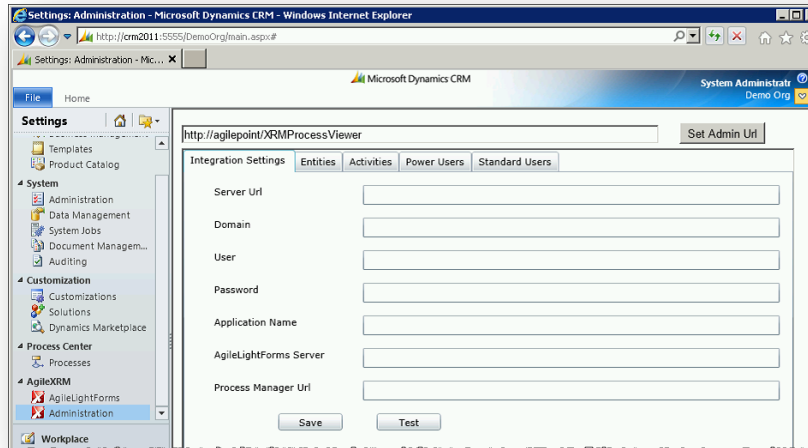 Settings: Administration - Microsoft Dynamics CRM - Windows Internet Explorer
http://crm2011:5555/DemoOrg/main.aspx#
Settings: Administration - Mic...
Microsoft Dynamics CRM
System Administratr
Demo Org
File Home
Settings
http://agilepoint/XRMProcessViewer Set Admin Url
Templates
Product Catalog
System
Administration
Data Management
System Jobs
Document Managem...
Auditing
Customization
Customizations
Solutions
Dynamics Marketplace
Process Center
Processes
AgileXRM
AgileLightForms
Administration
Workplace
Integration Settings Entities Activities Power Users Standard Users
Server Url
Domain
User
Password
Application Name
AgileLightForms Server
Process Manager Url
Save Test